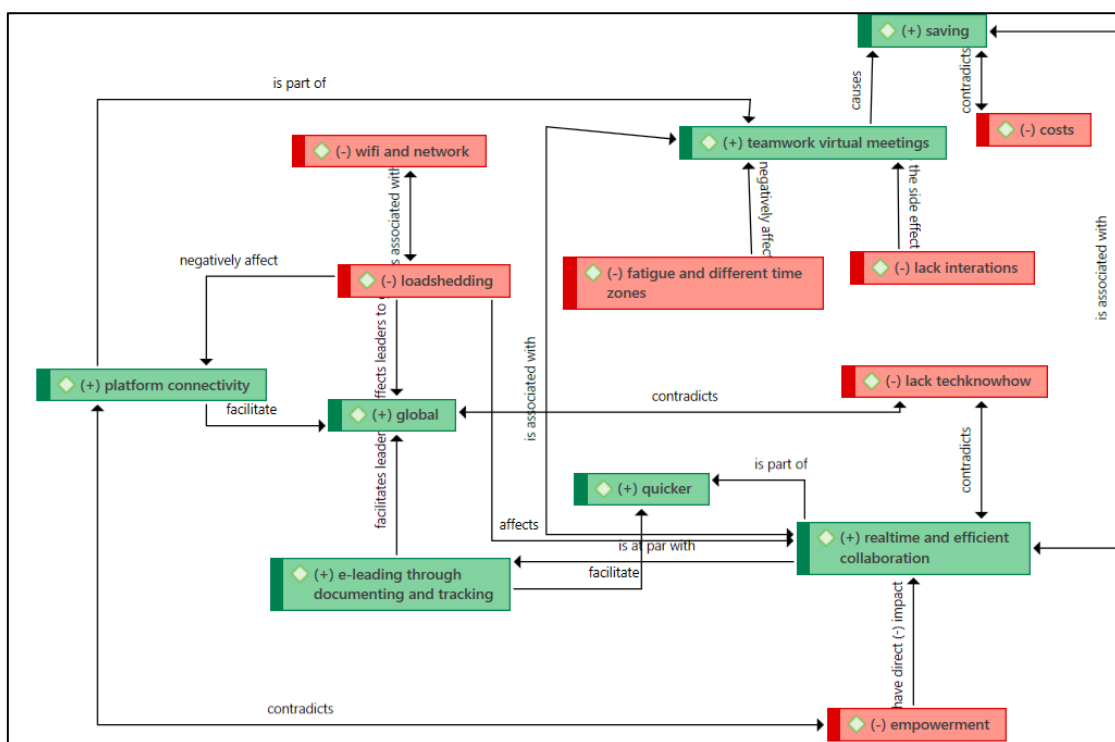 (+) saving
is part of
causes
contradicts
(-) costs
(+) teamwork virtual meetings
(-) wifi and network
is associated with
negatively affect
the side effect
negatively affect
(-) fatigue and different time
zones
(-) lack interations
is associated with
(-) loadshedding
(+) platform connectivity
affects leaders to
(-) lack techknowhow
contradicts
facilitate
(+) global
is associated with
facilitates leader
contradicts
is part of
(+) quicker
affects
(+) realtime and efficient
collaboration
is at par with
facilitate
(+) e-leading through
documenting and tracking
have direct (-) impact
contradicts
(-) empowerment